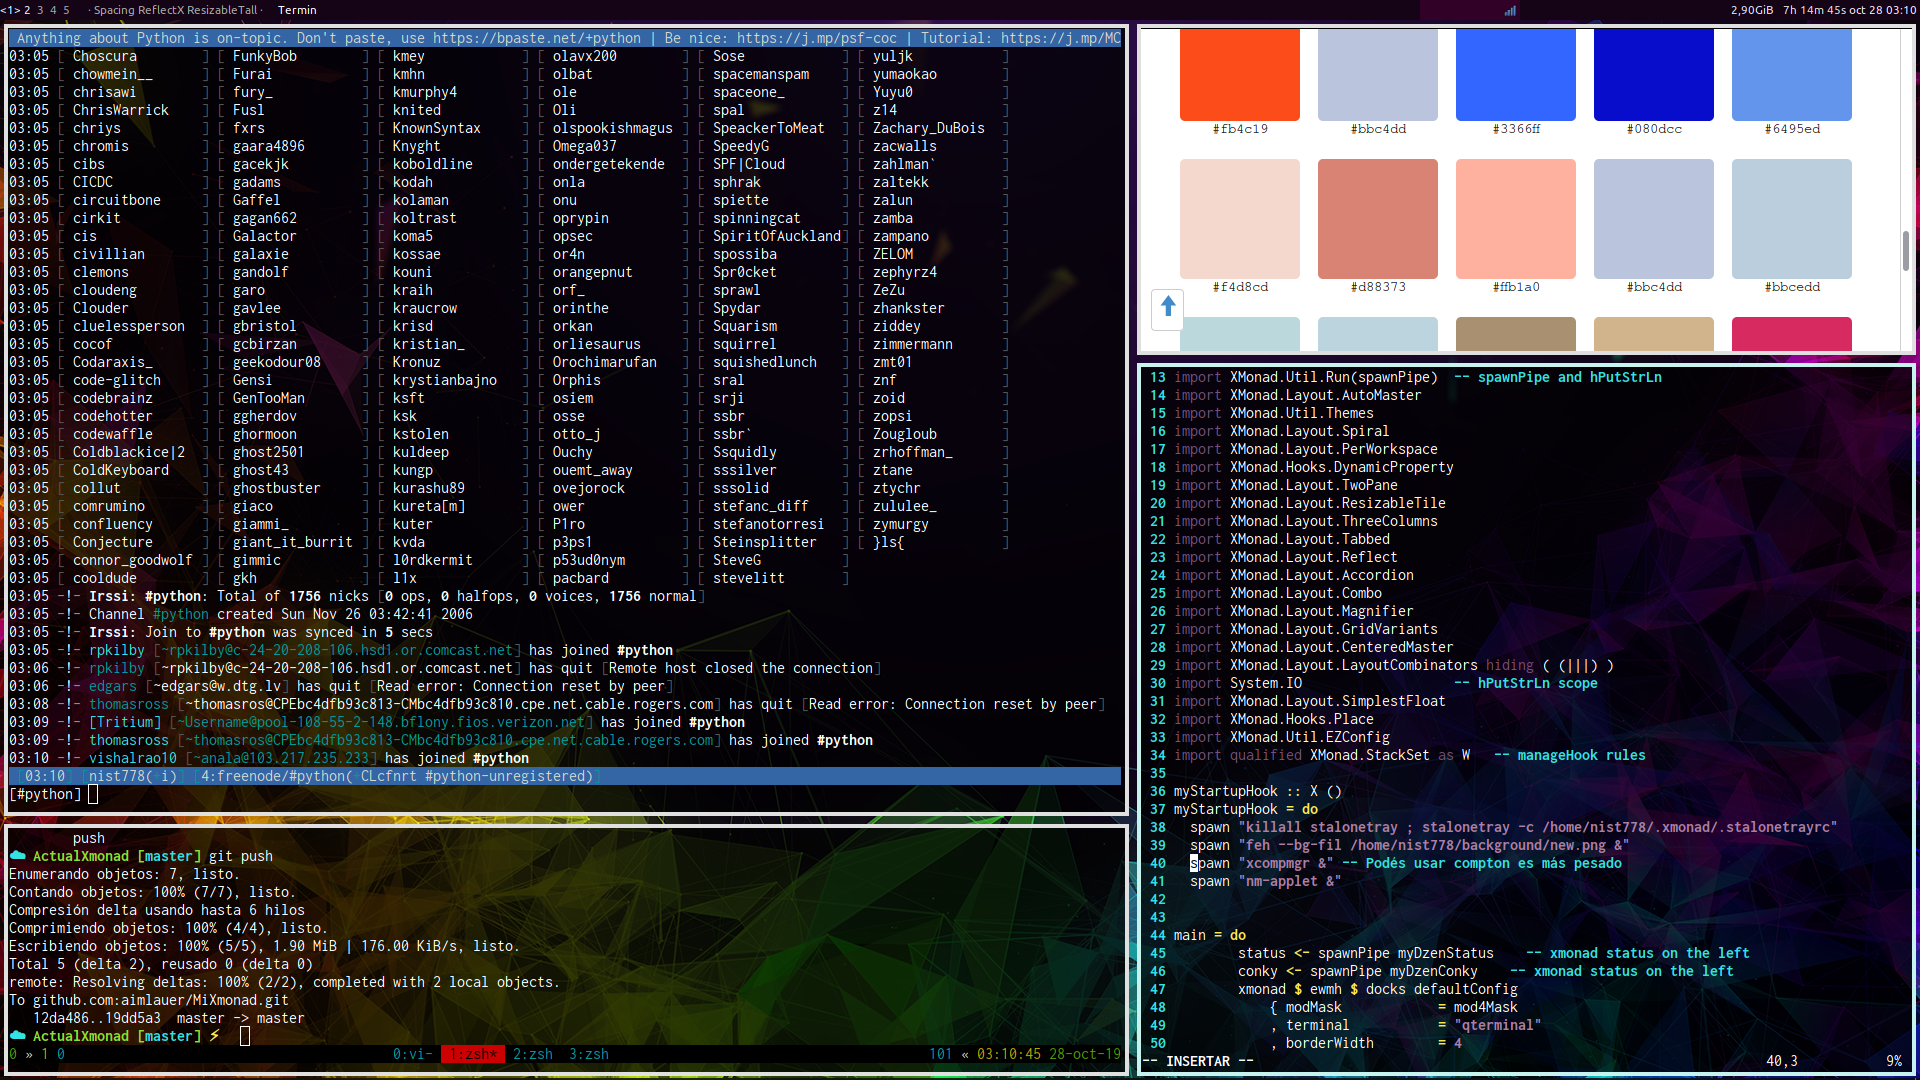 <1> 2 3 4 5 · Spacing ReflectX ResizableTall · Termin 2,90GiB 7h 14m 45s oct 28 03:10
Anything about Python is on-topic. Don't paste, use https://bpaste.net/+python | Be nice: https://j.mp/psf-coc | Tutorial: https://j.mp/MC
03:05 [ Choscura ] [ FunkyBob ] [ kmey ] [ olavx200 ] [ Sose ] [ yuljk ]
03:05 [ chowmein__ ] [ Furai ] [ kmhn ] [ olbat ] [ spacemanspam ] [ yumaokao ]
03:05 [ chrisawi ] [ fury_ ] [ kmurphy4 ] [ ole ] [ spaceone_ ] [ Yuyu0 ]
03:05 [ ChrisWarrick ] [ Fusl ] [ knited ] [ Oli ] [ spal ] [ z14 ]
03:05 [ chriys ] [ fxrs ] [ KnownSyntax ] [ olspookishmagus ] [ SpeackerToMeat ] [ Zachary_DuBois ]
03:05 [ chromis ] [ gaara4896 ] [ Knyght ] [ Omega037 ] [ SpeedyG ] [ zacwalls ]
03:05 [ cibs ] [ gacekjk ] [ koboldline ] [ ondergetekende ] [ SPF|Cloud ] [ zahlman` ]
03:05 [ CICDC ] [ gadams ] [ kodah ] [ onla ] [ sphrak ] [ zaltekk ]
03:05 [ circuitbone ] [ Gaffel ] [ kolaman ] [ onu ] [ spiette ] [ zalun ]
03:05 [ cirkit ] [ gagan662 ] [ koltrast ] [ oprypin ] [ spinningcat ] [ zamba ]
03:05 [ cis ] [ Galactor ] [ koma5 ] [ opsec ] [ SpiritOfAuckland] [ zampano ]
03:05 [ civillian ] [ galaxie ] [ kossae ] [ or4n ] [ spossiba ] [ ZELOM ]
03:05 [ clemons ] [ gandolf ] [ kouni ] [ orangepnut ] [ Spr0cket ] [ zephyrz4 ]
03:05 [ cloudeng ] [ garo ] [ kraih ] [ orf_ ] [ sprawl ] [ ZeZu ]
03:05 [ Clouder ] [ gavlee ] [ kraucrow ] [ orinthe ] [ Spydar ] [ zhankster ]
03:05 [ cluelessperson ] [ gbristol ] [ krisd ] [ orkan ] [ Squarism ] [ ziddey ]
03:05 [ cocof ] [ gcbirzan ] [ kristian_ ] [ orliesaurus ] [ squirrel ] [ zimmermann ]
03:05 [ Codaraxis_ ] [ geekodour08 ] [ Kronuz ] [ Orochimarufan ] [ squishedlunch ] [ zmt01 ]
03:05 [ code-glitch ] [ Gensi ] [ krystianbajno ] [ Orphis ] [ sral ] [ znf ]
03:05 [ codebrainz ] [ GenTooMan ] [ ksft ] [ osiem ] [ srji ] [ zoid ]
03:05 [ codehotter ] [ ggherdov ] [ ksk ] [ osse ] [ ssbr ] [ zopsi ]
03:05 [ codewaffle ] [ ghormoon ] [ kstolen ] [ otto_j ] [ ssbr` ] [ Zougloub ]
03:05 [ Coldblackice|2 ] [ ghost2501 ] [ kuldeep ] [ Ouchy ] [ Ssquidly ] [ zrhoffman_ ]
03:05 [ ColdKeyboard ] [ ghost43 ] [ kungp ] [ ouemt_away ] [ sssilver ] [ ztane ]
03:05 [ collut ] [ ghostbuster ] [ kurashu89 ] [ ovejorock ] [ sssolid ] [ ztychr ]
03:05 [ comrumino ] [ giaco ] [ kureta[m] ] [ ower ] [ stefanc_diff ] [ zululee_ ]
03:05 [ confluency ] [ giammi_ ] [ kuter ] [ P1ro ] [ stefanotorresi ] [ zymurgy ]
03:05 [ Conjecture ] [ giant_it_burrit ] [ kvda ] [ p3ps1 ] [ Steinsplitter ] [ }ls{ ]
03:05 [ connor_goodwolf ] [ gimmic ] [ l0rdkermit ] [ p53ud0nym ] [ SteveG ]
03:05 [ cooldude ] [ gkh ] [ l1x ] [ pacbard ] [ stevelitt ]
03:05 -!- Irssi: #python: Total of 1756 nicks [0 ops, 0 halfops, 0 voices, 1756 normal]
03:05 -!- Channel #python created Sun Nov 26 03:42:41 2006
03:05 -!- Irssi: Join to #python was synced in 5 secs
03:05 -!- rpkilby [~rpkilby@c-24-20-208-106.hsd1.or.comcast.net] has joined #python
03:06 -!- rpkilby [~rpkilby@c-24-20-208-106.hsd1.or.comcast.net] has quit [Remote host closed the connection]
03:06 -!- edgars [~edgars@w.dtg.lv] has quit [Read error: Connection reset by peer]
03:08 -!- thomasross [~thomasros@CPEbc4dfb93c813-CMbc4dfb93c810.cpe.net.cable.rogers.com] has quit [Read error: Connection reset by peer]
03:09 -!- [Tritium] [~Username@pool-108-55-2-148.bflony.fios.verizon.net] has joined #python
03:09 -!- thomasross [~thomasros@CPEbc4dfb93c813-CMbc4dfb93c810.cpe.net.cable.rogers.com] has joined #python
03:10 -!- vishalrao10 [~anala@103.217.235.233] has joined #python
[03:10] [nist778(+i)] [4:freenode/#python(+CLcfnrt #python-unregistered)]
[#python]
push
ActualXmonad [master] git push
Enumerando objetos: 7, listo.
Contando objetos: 100% (7/7), listo.
Compresión delta usando hasta 6 hilos
Comprimiendo objetos: 100% (4/4), listo.
Escribiendo objetos: 100% (5/5), 1.90 MiB | 176.00 KiB/s, listo.
Total 5 (delta 2), reusado 0 (delta 0)
remote: Resolving deltas: 100% (2/2), completed with 2 local objects.
To github.com:aimlauer/MiXmonad.git
12da486..19dd5a3 master -> master
ActualXmonad [master] ⚡
0 » 1 0 0:vi- 1:zsh* 2:zsh 3:zsh 101 « 03:10:45 28-oct-19
#fb4c19 #bbc4dd #3366ff #080dcc #6495ed
#f4d8cd #d88373 #ffb1a0 #bbc4dd #bbcedd
13 import XMonad.Util.Run(spawnPipe) -- spawnPipe and hPutStrLn
14 import XMonad.Layout.AutoMaster
15 import XMonad.Util.Themes
16 import XMonad.Layout.Spiral
17 import XMonad.Layout.PerWorkspace
18 import XMonad.Hooks.DynamicProperty
19 import XMonad.Layout.TwoPane
20 import XMonad.Layout.ResizableTile
21 import XMonad.Layout.ThreeColumns
22 import XMonad.Layout.Tabbed
23 import XMonad.Layout.Reflect
24 import XMonad.Layout.Accordion
25 import XMonad.Layout.Combo
26 import XMonad.Layout.Magnifier
27 import XMonad.Layout.GridVariants
28 import XMonad.Layout.CenteredMaster
29 import XMonad.Layout.LayoutCombinators hiding ( (|||) )
30 import System.IO -- hPutStrLn scope
31 import XMonad.Layout.SimplestFloat
32 import XMonad.Hooks.Place
33 import XMonad.Util.EZConfig
34 import qualified XMonad.StackSet as W -- manageHook rules
35
36 myStartupHook :: X ()
37 myStartupHook = do
38 spawn "killall stalonetray ; stalonetray -c /home/nist778/.xmonad/.stalonetrayrc"
39 spawn "feh --bg-fil /home/nist778/background/new.png &"
40 spawn "xcompmgr &" -- Podés usar compton es más pesado
41 spawn "nm-applet &"
42
43
44 main = do
45 status <- spawnPipe myDzenStatus -- xmonad status on the left
46 conky <- spawnPipe myDzenConky -- xmonad status on the left
47 xmonad $ ewmh $ docks defaultConfig
48 { modMask = mod4Mask
49 , terminal = "qterminal"
50 , borderWidth = 4
-- INSERTAR -- 40,3 9%